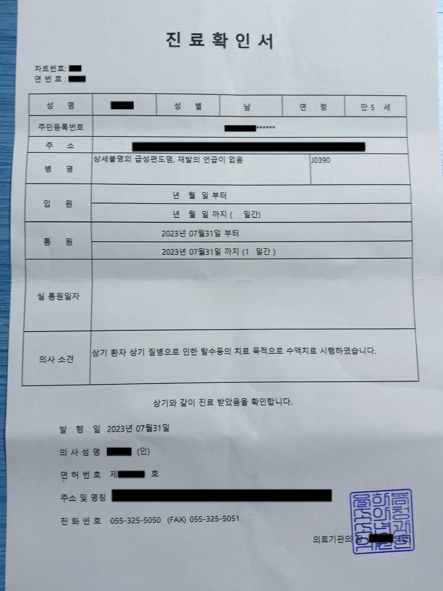 진료확인서
차트번호:
연 번 호 :
성 명 성 별 남 연 령 만 5 세
주민등록번호 ******
주 소
병 명 상세불명의 급성편도염, 재발의 언급이 없음 J0390
입 원 년 월 일 부터
년 월 일 까지 ( 일간)
통 원 2023년 07월31일 부터
2023년 07월31일 까지 (1 일간 )
실 통원일자
의사 소견 상기 환자 상기 질병으로 인한 탈수등의 치료 목적으로 수액치료 시행하였습니다.
상기와 같이 진료 받았음을 확인합니다.
발 행 일 2023년 07월31일
의 사 성 명 (인)
면 허 번 호 제 호
주소 및 명칭
전 화 번 호 055-325-5050 (FAX) 055-325-5051
의료기관의 장